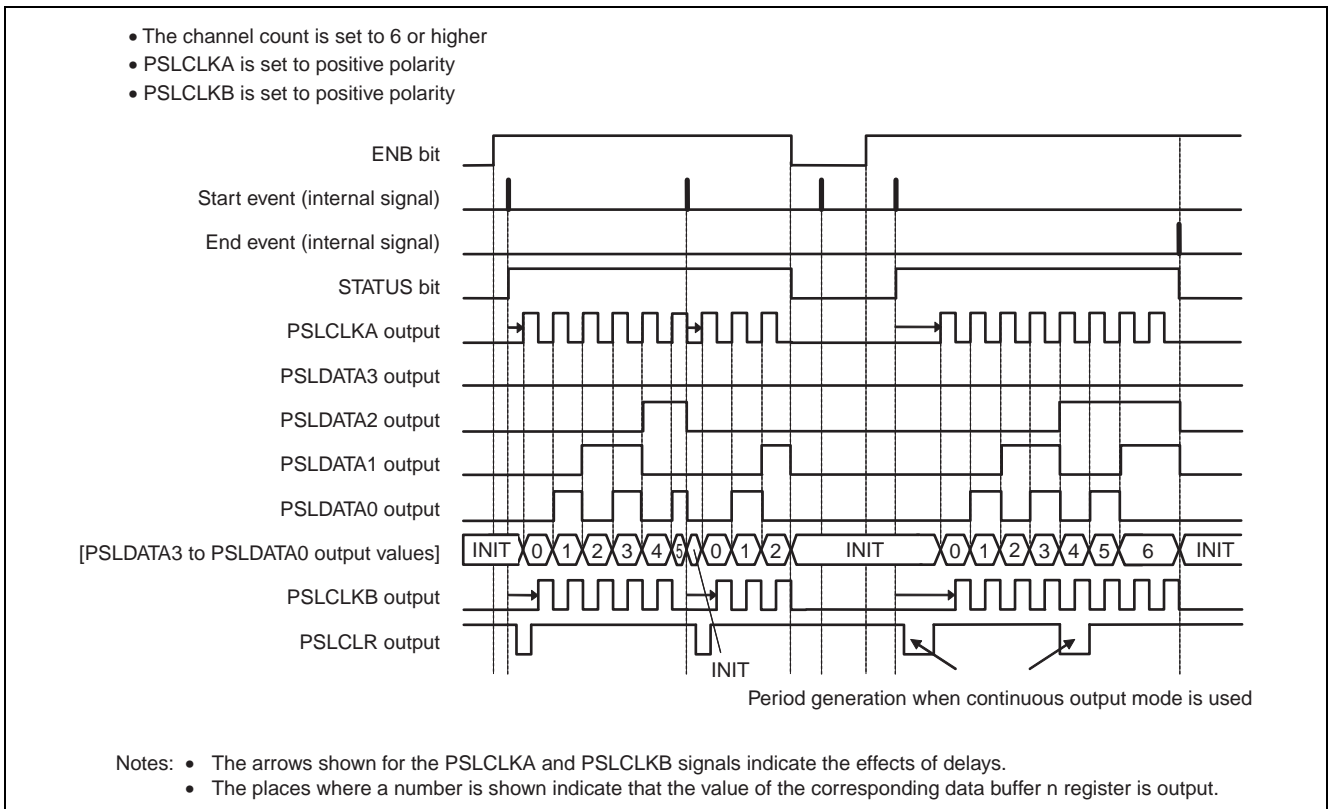 • The channel count is set to 6 or higher
• PSLCLKA is set to positive polarity
• PSLCLKB is set to positive polarity
ENB bit
Start event (internal signal)
End event (internal signal)
STATUS bit
PSLCLKA output
PSLDATA3 output
PSLDATA2 output
PSLDATA1 output
PSLDATA0 output
[PSLDATA3 to PSLDATA0 output values] INIT 0 1 2 3 4 5 0 1 2 INIT 0 1 2 3 4 5 6 INIT
PSLCLKB output
PSLCLR output
INIT
Period generation when continuous output mode is used
Notes: • The arrows shown for the PSLCLKA and PSLCLKB signals indicate the effects of delays.
• The places where a number is shown indicate that the value of the corresponding data buffer n register is output.